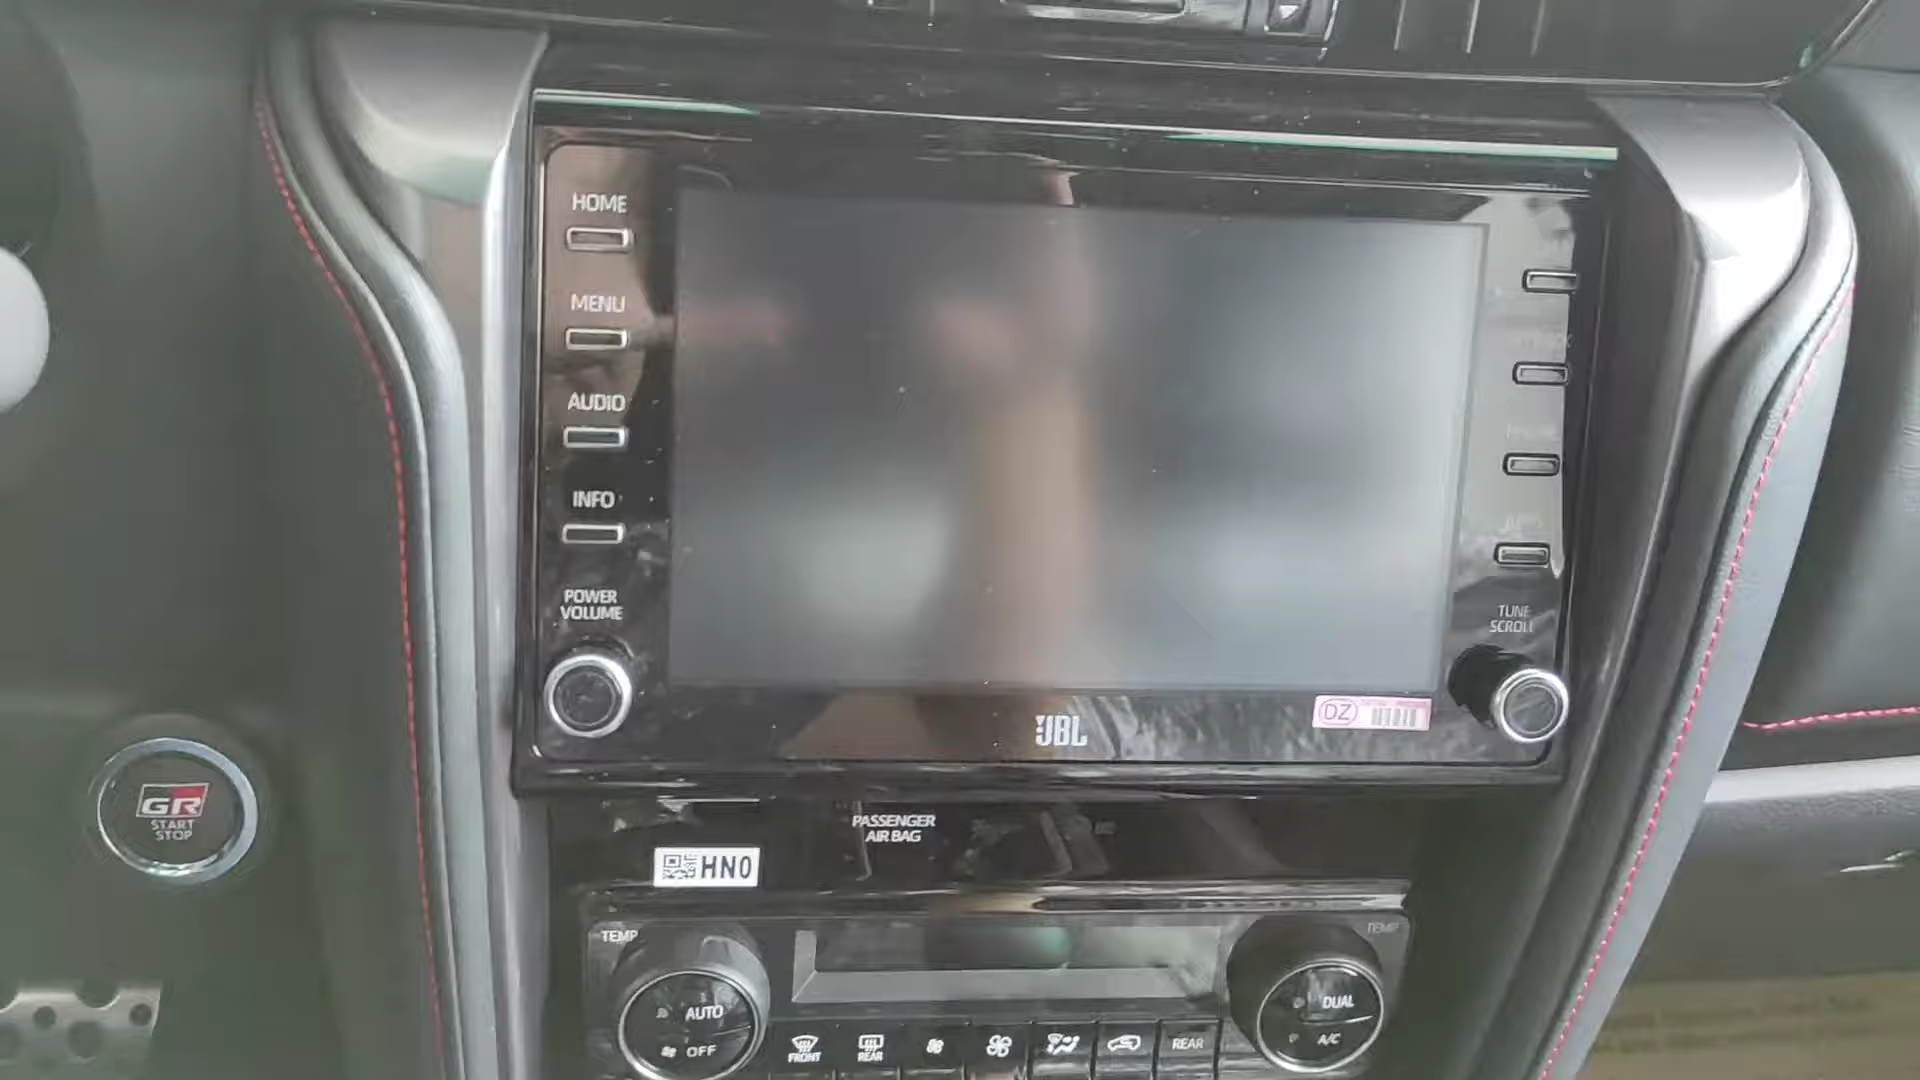 HOME
MENU
AUDIO
INFO
POWER
VOLUME
TUNE
SCROLL
JBL
DZ
GR
START
STOP
PASSENGER
AIR BAG
HN0
TEMP
TEMP
AUTO
OFF
FRONT
REAR
REAR
DUAL
A/C